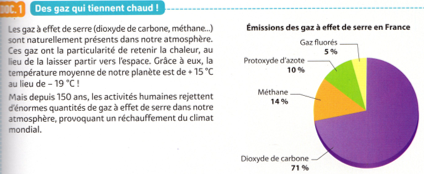 DOC. 1 Des gaz qui tiennent chaud !
Les gaz à effet de serre (dioxyde de carbone, méthane...)
sont naturellement présents dans notre atmosphère.
Ces gaz ont la particularité de retenir la chaleur, au
lieu de la laisser partir vers l'espace. Grâce à eux, la
température moyenne de notre planète est de + 15 °C
au lieu de – 19 °C !
Mais depuis 150 ans, les activités humaines rejettent
d'énormes quantités de gaz à effet de serre dans notre
atmosphère, provoquant un réchauffement du climat
mondial.
Émissions des gaz à effet de serre en France
Gaz fluorés
5 %
Protoxyde d'azote
10 %
Méthane
14 %
Dioxyde de carbone
71 %